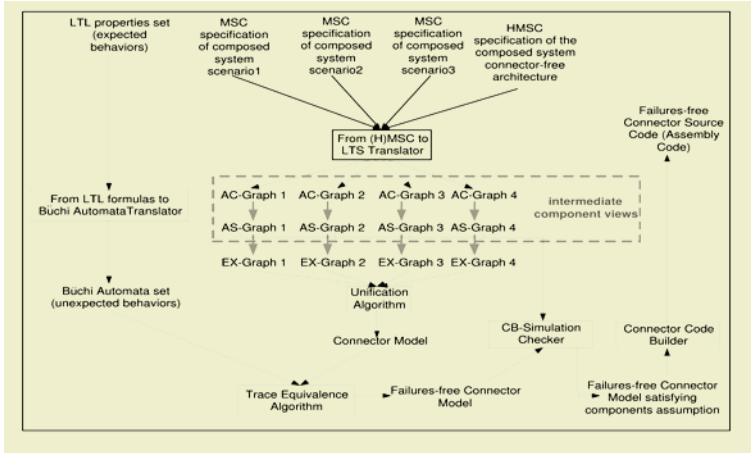 LTL properties set
(expected
behaviors)
MSC
specification
of composed
system
scenario1
MSC
specification
of composed
system
scenario2
MSC
specification
of composed
system
scenario3
HMSC
specification of the
composed system
connector-free
architecture
Failures-free
Connector Source
Code (Assembly
Code)
From (H)MSC to
LTS Translator
From LTL formulas to
Büchi AutomataTranslator
AC-Graph 1
AC-Graph 2
AC-Graph 3
AC-Graph 4
intermediate
component views
AS-Graph 1
AS-Graph 2
AS-Graph 3
AS-Graph 4
EX-Graph 1
EX-Graph 2
EX-Graph 3
EX-Graph 4
Büchi Automata set
(unexpected behaviors)
Unification
Algorithm
Connector Model
CB-Simulation
Checker
Connector Code
Builder
Trace Equivalence
Algorithm
Failures-free Connector
Model
Failures-free Connector
Model satisfying
components assumption